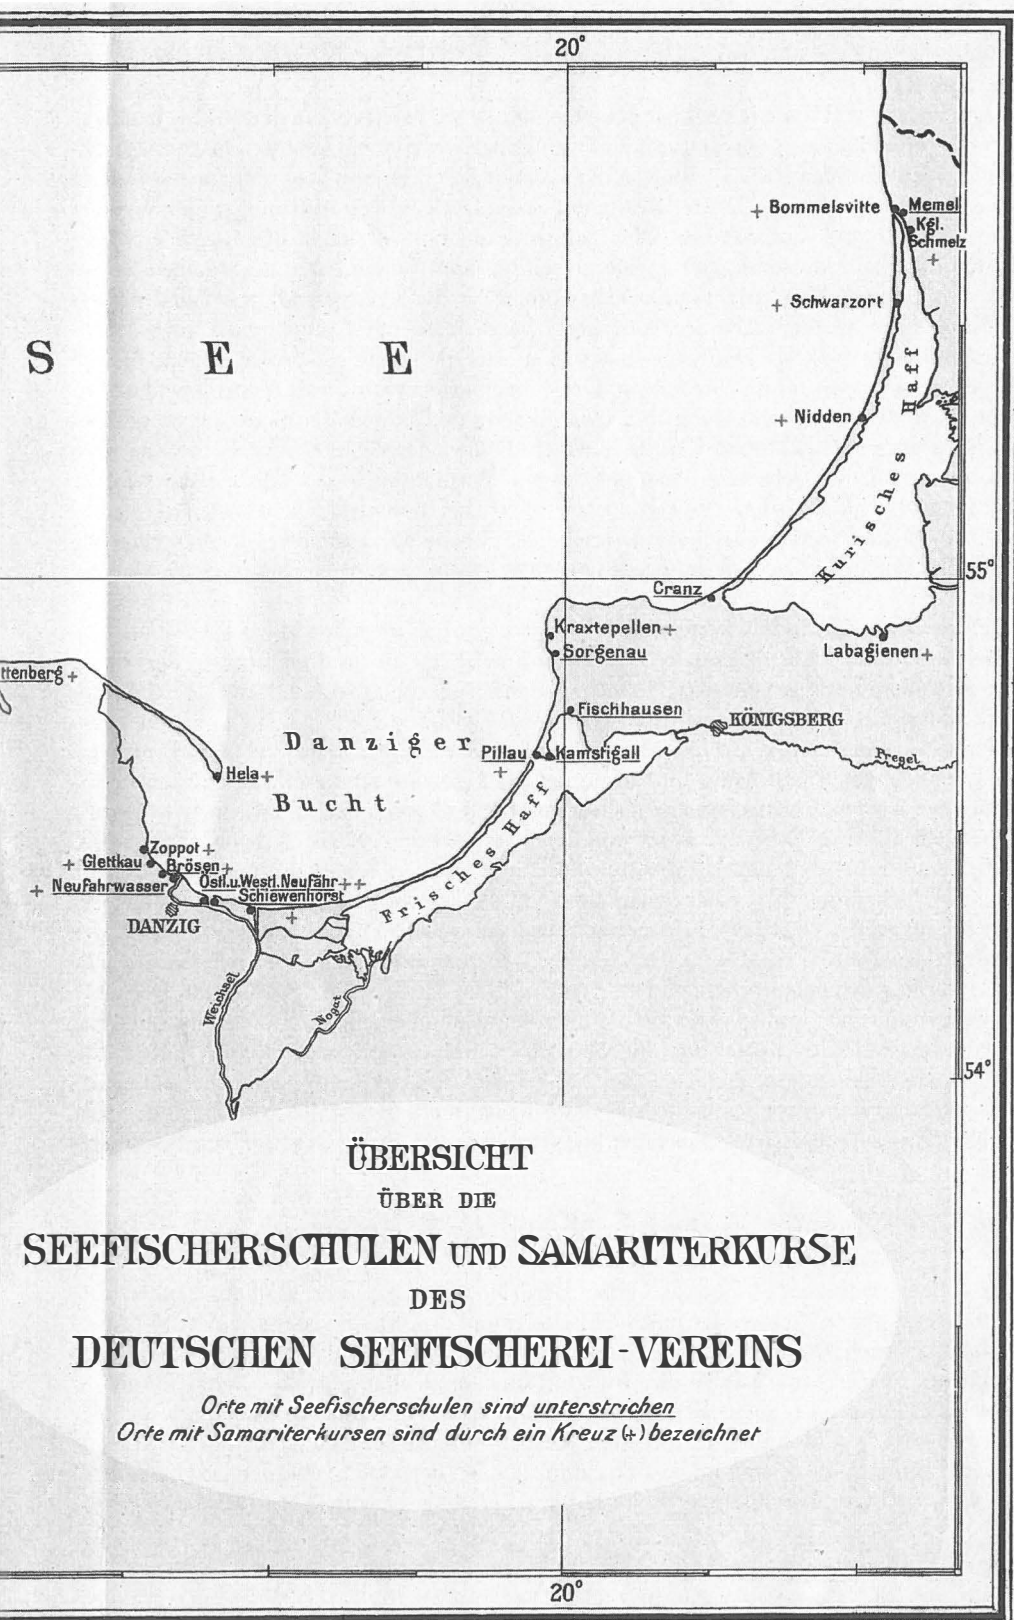 20°
+ Bommelsvitte
Memel
Kgl.
Schmelz
+
+ Schwarzort
S E E
Haff
+ Nidden
Kurisches
55°
Cranz
Kraxtepellen +
Sorgenau
Labagienen +
ttenberg +
Fischhausen
KÖNIGSBERG
Danziger
Pillau
+
Kamstigall
Pregel
Hela +
Bucht
Frisches Haff
Zoppot +
+ Glettkau
Brösen +
+ Neufahrwasser
Östl. u. Westl. Neufähr ++
Schiewenhorst
+
DANZIG
Weichsel
Nogat
54°
ÜBERSICHT
ÜBER DIE
SEEFISCHERSCHULEN UND SAMARITERKURSE
DES
DEUTSCHEN SEEFISCHEREI-VEREINS
Orte mit Seefischerschulen sind unterstrichen
Orte mit Samariterkursen sind durch ein Kreuz (+) bezeichnet
20°